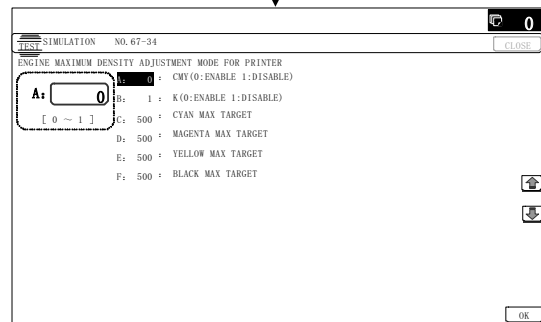 0
TEST SIMULATION NO.67-34
CLOSE
ENGINE MAXIMUM DENSITY ADJUSTMENT MODE FOR PRINTER
A: 0
[ 0 ~ 1 ]
A: 0 : CMY(0:ENABLE 1:DISABLE)
B: 1 : K(0:ENABLE 1:DISABLE)
C: 500 : CYAN MAX TARGET
D: 500 : MAGENTA MAX TARGET
E: 500 : YELLOW MAX TARGET
F: 500 : BLACK MAX TARGET
OK